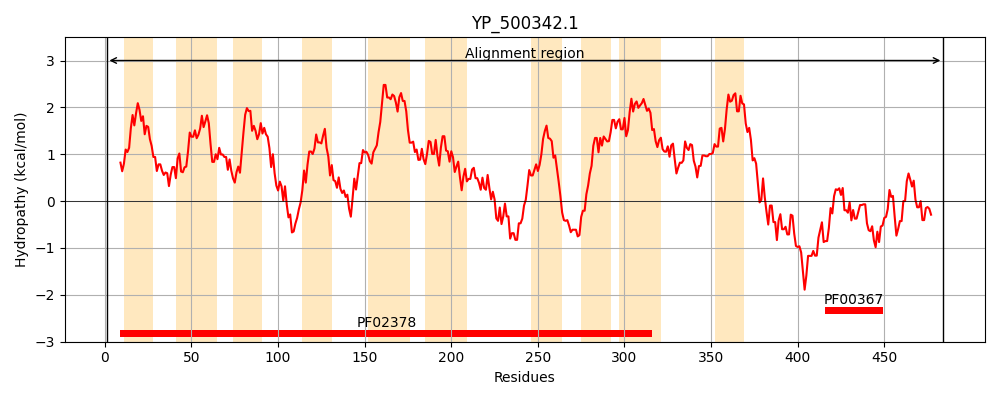 YP_500342.1
Alignment region
Hydropathy (kcal/mol)
3
2
1
0
−1
−2
−3
PF00367
PF02378
0 50 100 150 200 250 300 350 400 450
Residues